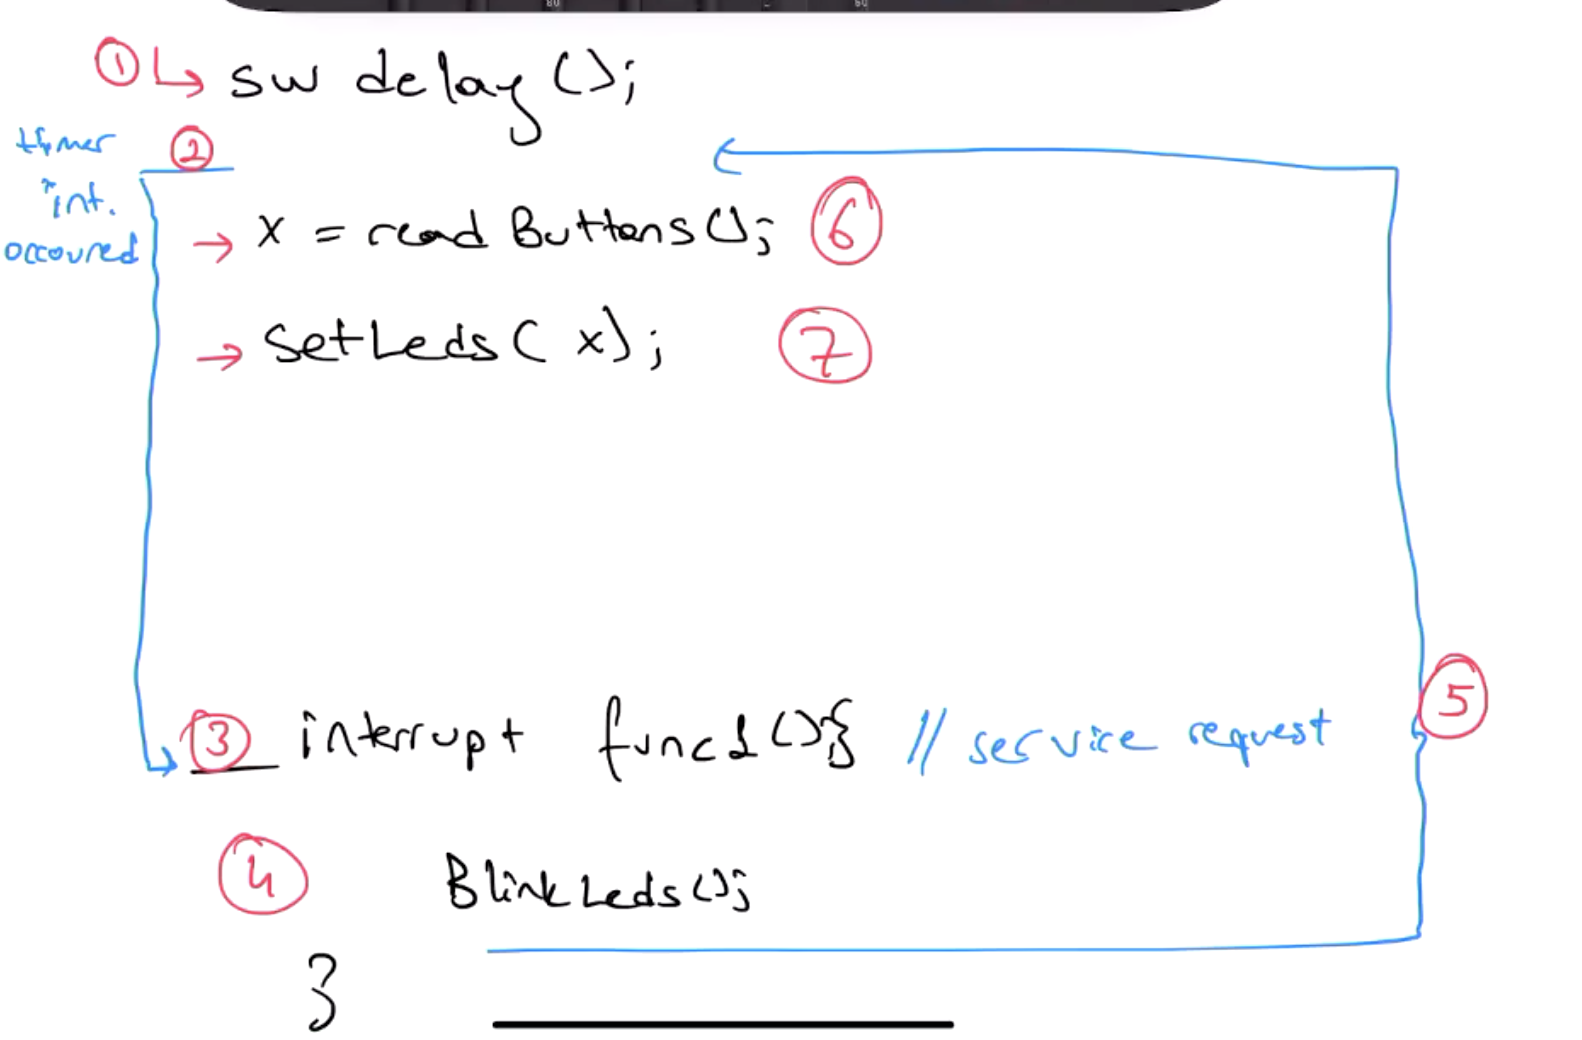 ① ↳ sw delay();
timer ②
int.
occoured
→ x = read Buttons(); ⑥
→ SetLeds( x); ⑦
⑤
③ interrupt func1(){ // service request
④ BlinkLeds();
}